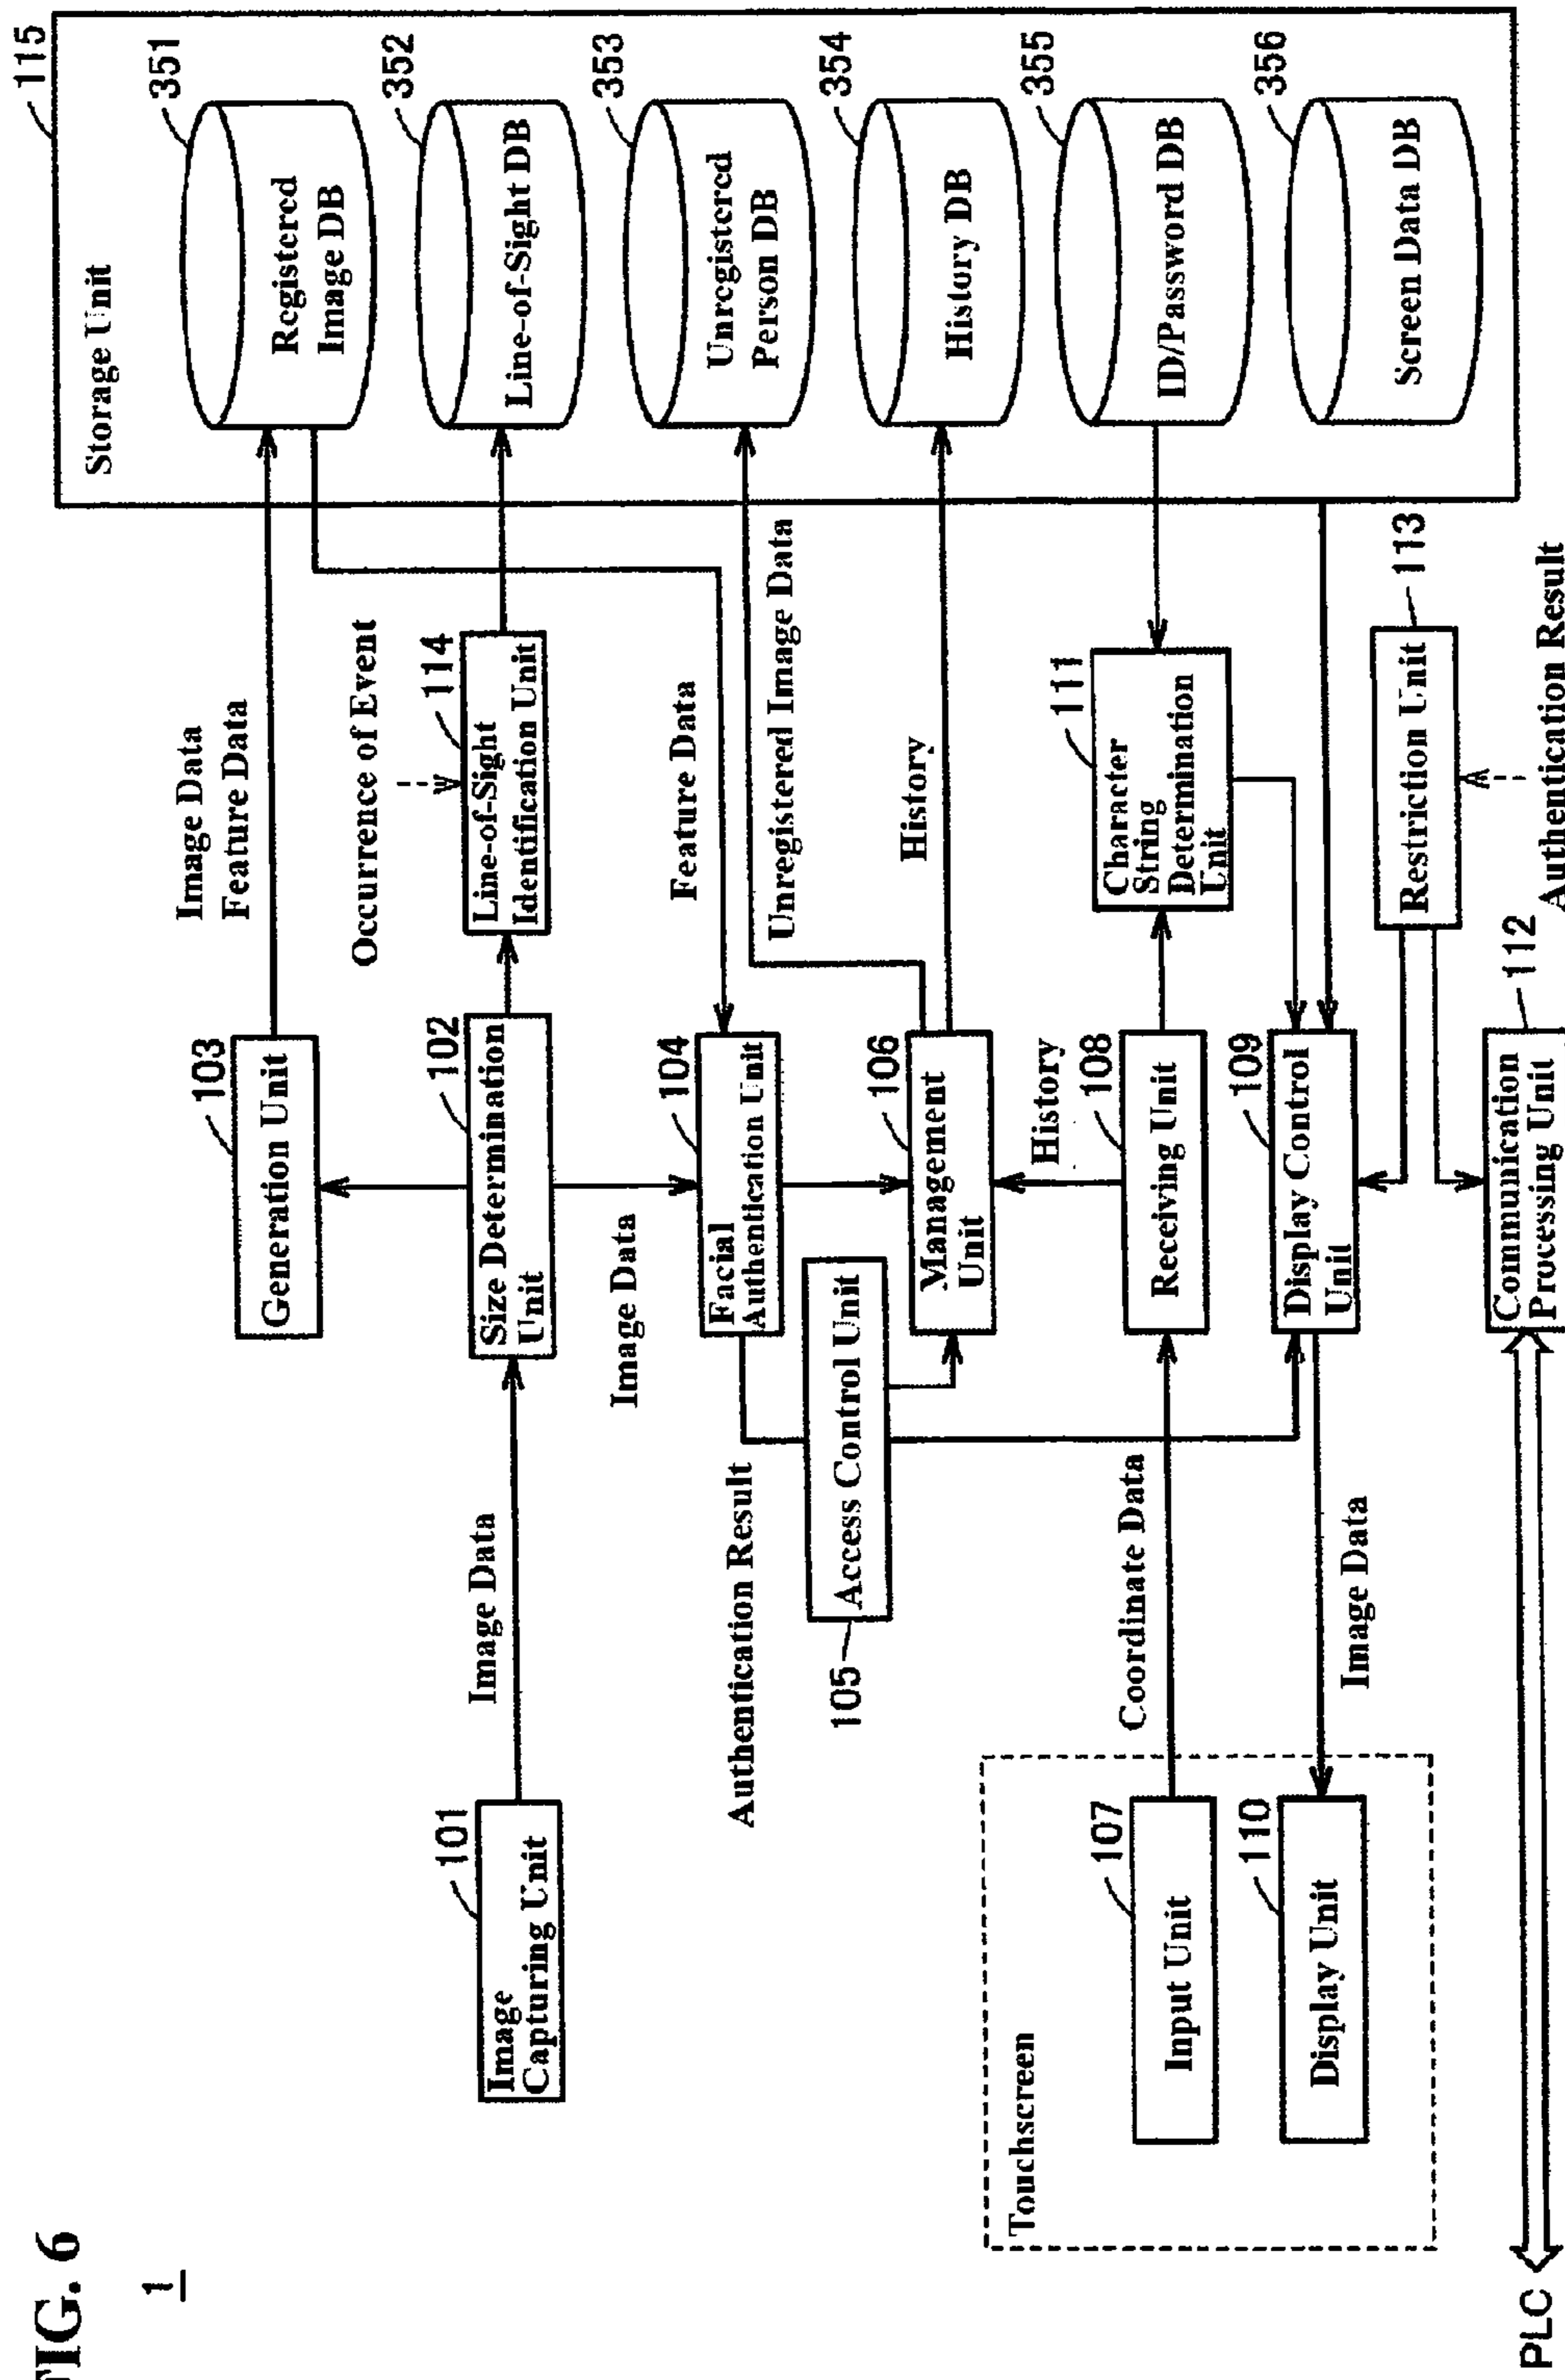 FIG. 6
1
Storage Unit
115
Registered
Image DB
351
Line-of-Sight DB
352
Unregistered
Person DB
353
History DB
354
ID/Password DB
355
Screen Data DB
356
Image Data
Feature Data
Occurrence of Event
Generation Unit
103
Line-of-Sight
Identification Unit
114
Image
Capturing Unit
101
Image Data
Size Determination
Unit
102
Image Data
Feature Data
Unregistered Image Data
Facial
Authentication Unit
104
Authentication Result
Access Control Unit
105
Management
Unit
106
History
History
Touchscreen
Input Unit
107
Coordinate Data
Receiving Unit
108
Character
String
Determination
Unit
111
Display Unit
110
Image Data
Display Control
Unit
109
Restriction Unit
113
Authentication Result
PLC
Communication
Processing Unit
112